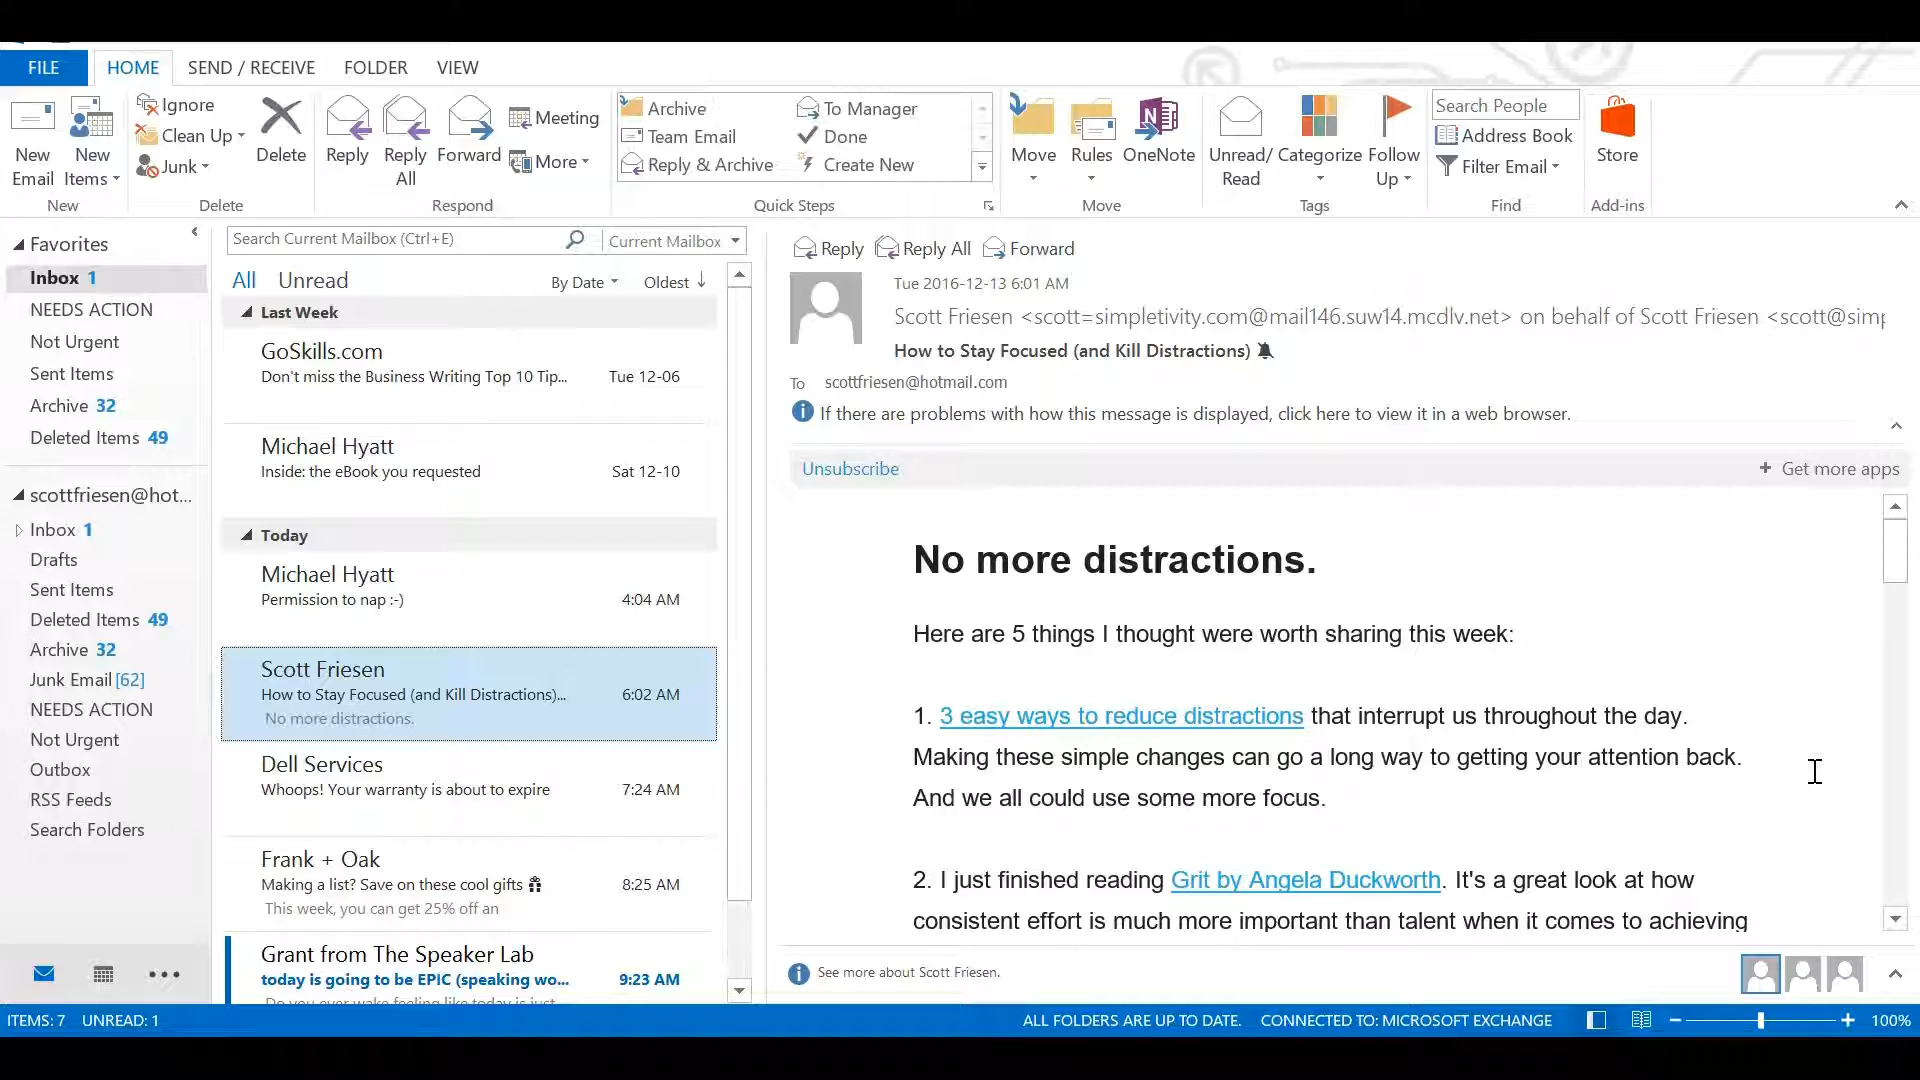 FILE HOME SEND / RECEIVE FOLDER VIEW
New Email
New Items
New
Ignore
Clean Up
Junk
Delete
Delete
Reply
Reply All
Forward
Meeting
More
Respond
Archive
Team Email
Reply & Archive
To Manager
Done
Create New
Quick Steps
Move
Rules
OneNote
Move
Unread/ Read
Categorize
Follow Up
Tags
Search People
Address Book
Filter Email
Find
Store
Add-ins
Favorites
Inbox 1
NEEDS ACTION
Not Urgent
Sent Items
Archive 32
Deleted Items 49
scottfriesen@hot...
Inbox 1
Drafts
Sent Items
Deleted Items 49
Archive 32
Junk Email [62]
NEEDS ACTION
Not Urgent
Outbox
RSS Feeds
Search Folders
Search Current Mailbox (Ctrl+E) Current Mailbox
All Unread By Date Oldest
Last Week
GoSkills.com
Don't miss the Business Writing Top 10 Tip... Tue 12-06
Michael Hyatt
Inside: the eBook you requested Sat 12-10
Today
Michael Hyatt
Permission to nap :-) 4:04 AM
Scott Friesen
How to Stay Focused (and Kill Distractions)... 6:02 AM
No more distractions.
Dell Services
Whoops! Your warranty is about to expire 7:24 AM
Frank + Oak
Making a list? Save on these cool gifts 8:25 AM
This week, you can get 25% off an
Grant from The Speaker Lab
today is going to be EPIC (speaking wo... 9:23 AM
Do you ever wake feeling like today is just
Reply Reply All Forward
Tue 2016-12-13 6:01 AM
Scott Friesen <scott=simpletivity.com@mail146.suw14.mcdlv.net> on behalf of Scott Friesen <scott@simp
How to Stay Focused (and Kill Distractions)
To scottfriesen@hotmail.com
If there are problems with how this message is displayed, click here to view it in a web browser.
Unsubscribe + Get more apps
No more distractions.
Here are 5 things I thought were worth sharing this week:
1. 3 easy ways to reduce distractions that interrupt us throughout the day.
Making these simple changes can go a long way to getting your attention back.
And we all could use some more focus.
2. I just finished reading Grit by Angela Duckworth. It's a great look at how
consistent effort is much more important than talent when it comes to achieving
See more about Scott Friesen.
ITEMS: 7 UNREAD: 1 ALL FOLDERS ARE UP TO DATE. CONNECTED TO: MICROSOFT EXCHANGE 100%